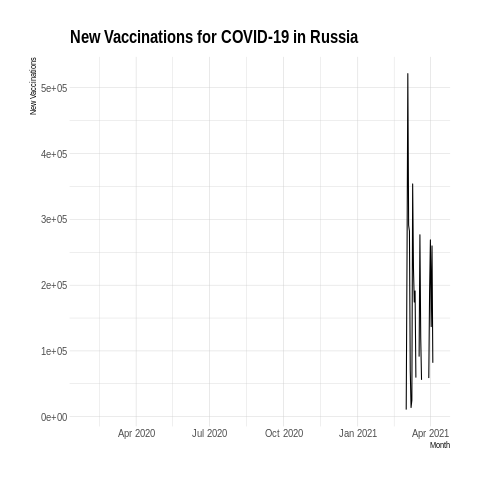 New Vaccinations for COVID-19 in Russia
New Vaccinations
5e+05
4e+05
3e+05
2e+05
1e+05
0e+00
Apr 2020 Jul 2020 Oct 2020 Jan 2021 Apr 2021
Month